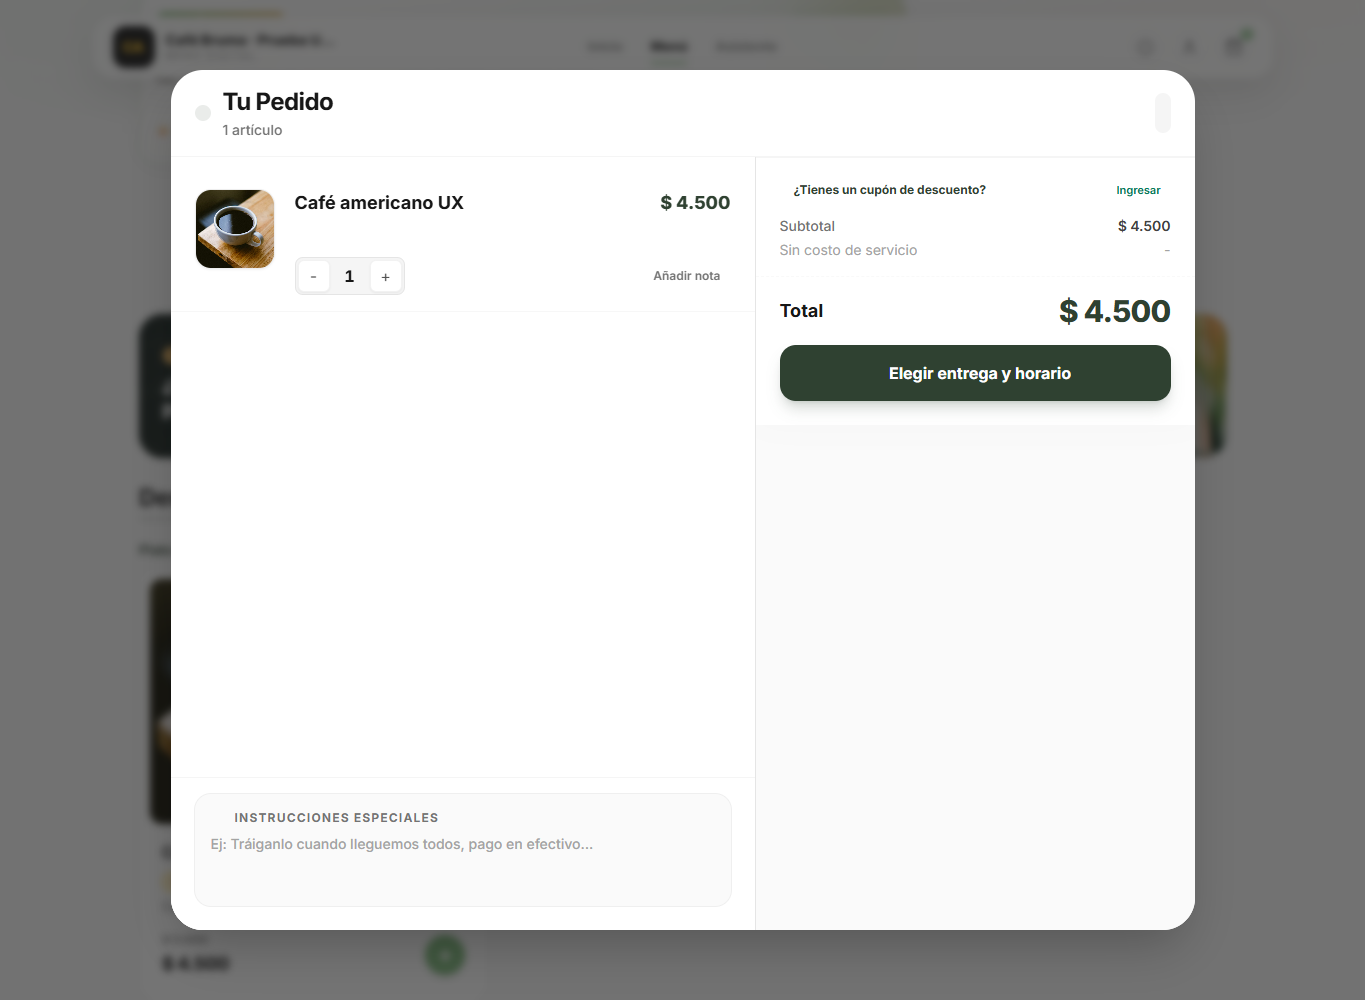 Tu Pedido
1 artículo
Café americano UX
$ 4.500
- 1 +
Añadir nota
INSTRUCCIONES ESPECIALES
Ej: Tráiganlo cuando lleguemos todos, pago en efectivo...
¿Tienes un cupón de descuento?
Ingresar
Subtotal
$ 4.500
Sin costo de servicio
-
Total
$ 4.500
Elegir entrega y horario
$ 4.500